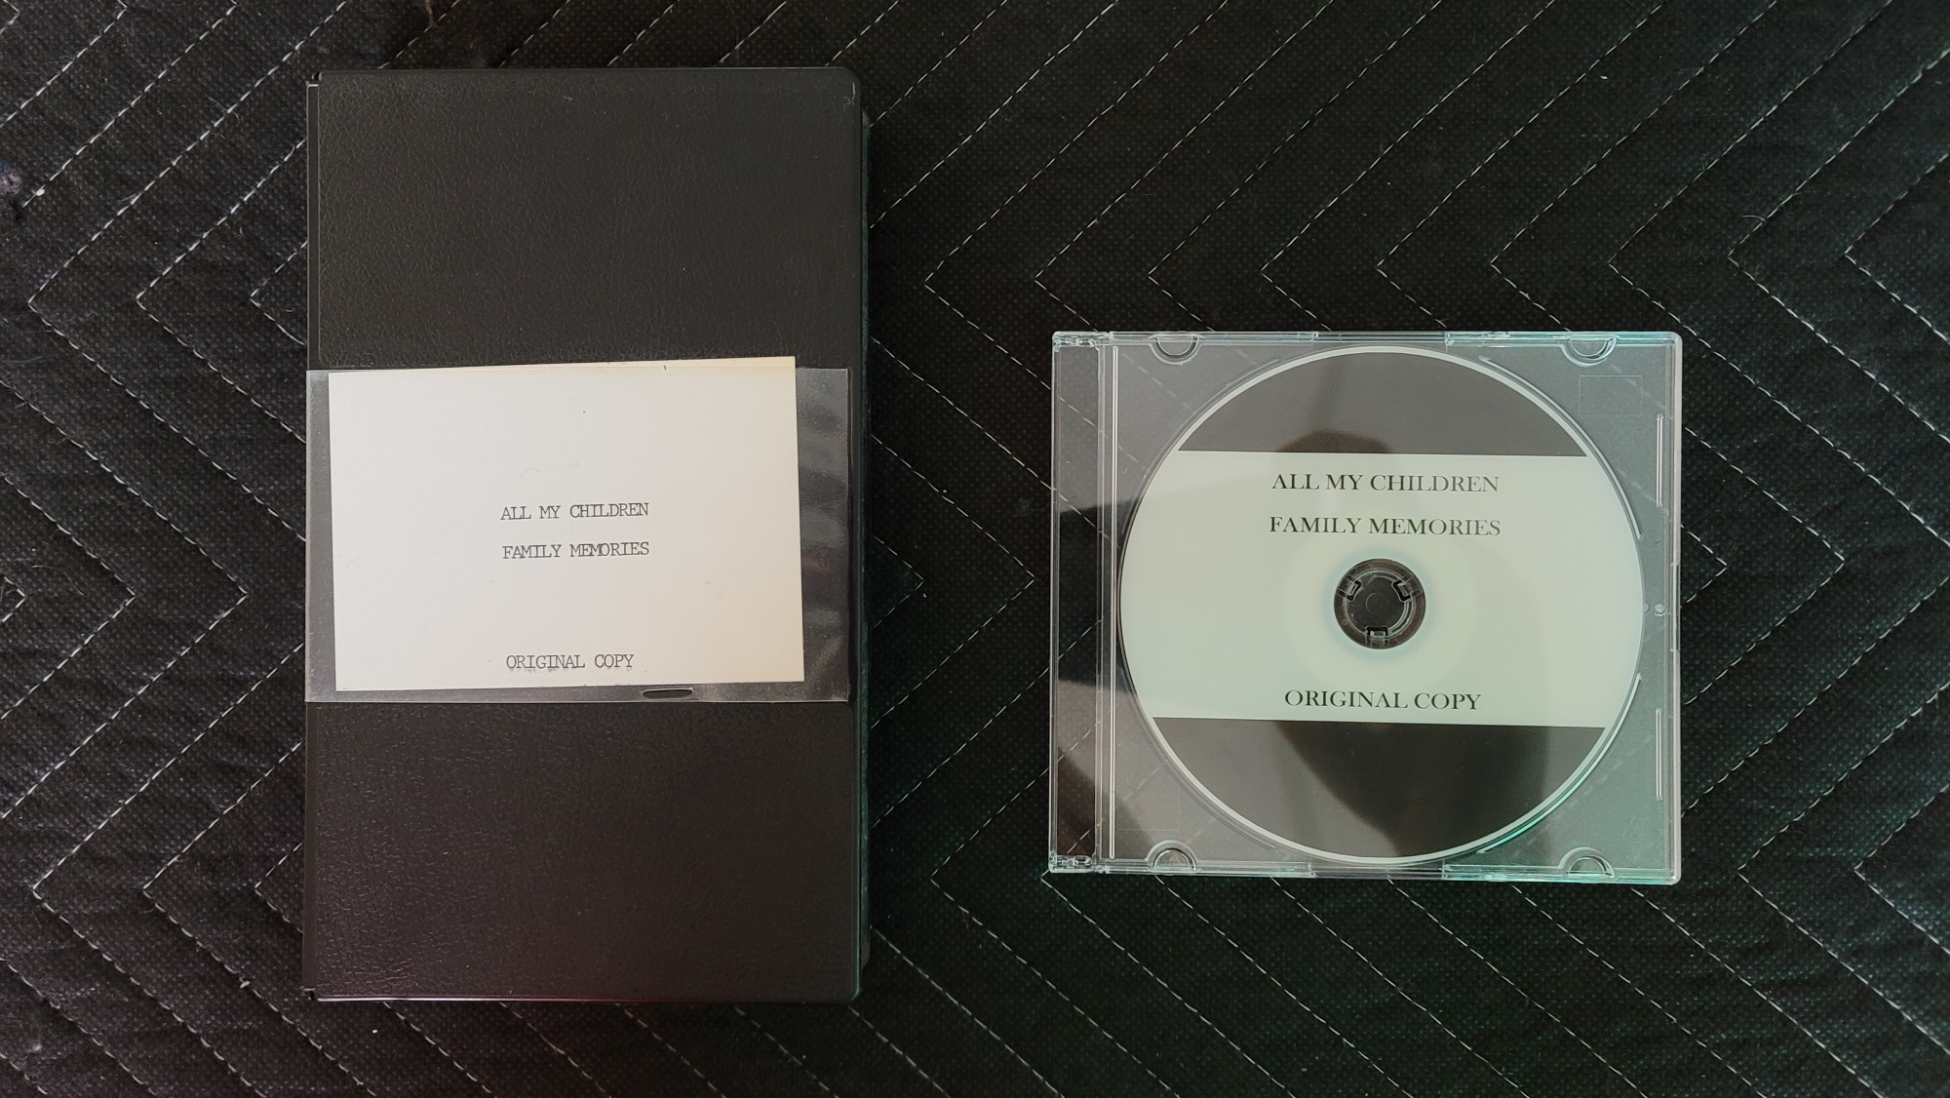 ALL MY CHILDREN
FAMILY MEMORIES
ORIGINAL COPY
ALL MY CHILDREN
FAMILY MEMORIES
ORIGINAL COPY